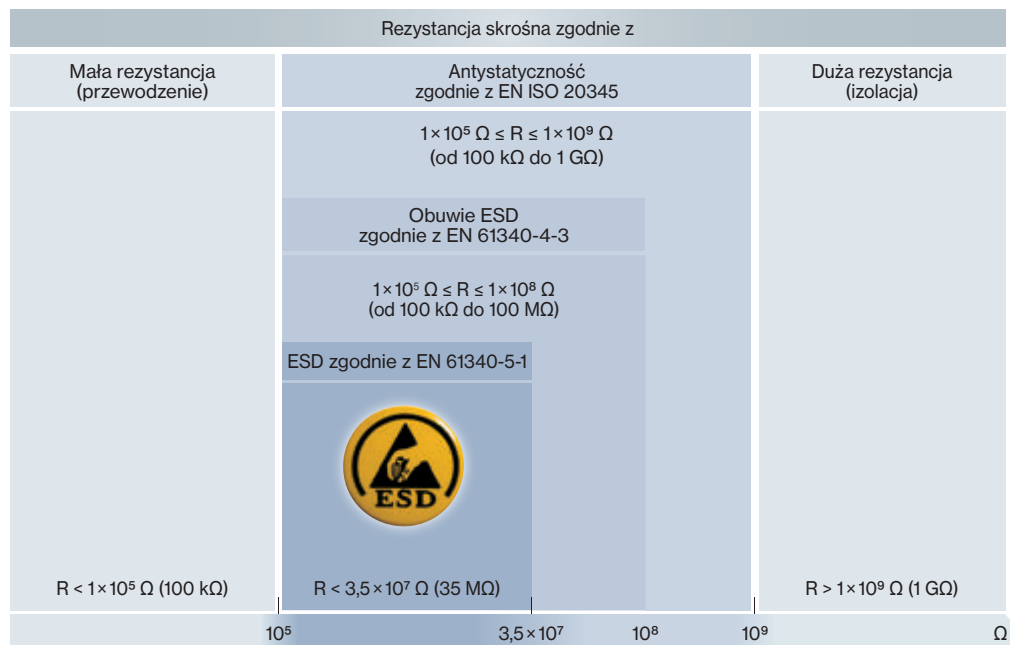 Rezystancja skrośna zgodnie z
Mała rezystancja
(przewodzenie)
Antystatyczność
zgodnie z EN ISO 20345
Duża rezystancja
(izolacja)
1×10⁵ Ω ≤ R ≤ 1×10⁹ Ω
(od 100 kΩ do 1 GΩ)
Obuwie ESD
zgodnie z EN 61340-4-3
1×10⁵ Ω ≤ R ≤ 1×10⁸ Ω
(od 100 kΩ do 100 MΩ)
ESD zgodnie z EN 61340-5-1
ESD
R < 1×10⁵ Ω (100 kΩ)
R < 3,5×10⁷ Ω (35 MΩ)
R > 1×10⁹ Ω (1 GΩ)
10⁵ 3,5×10⁷ 10⁸ 10⁹ Ω